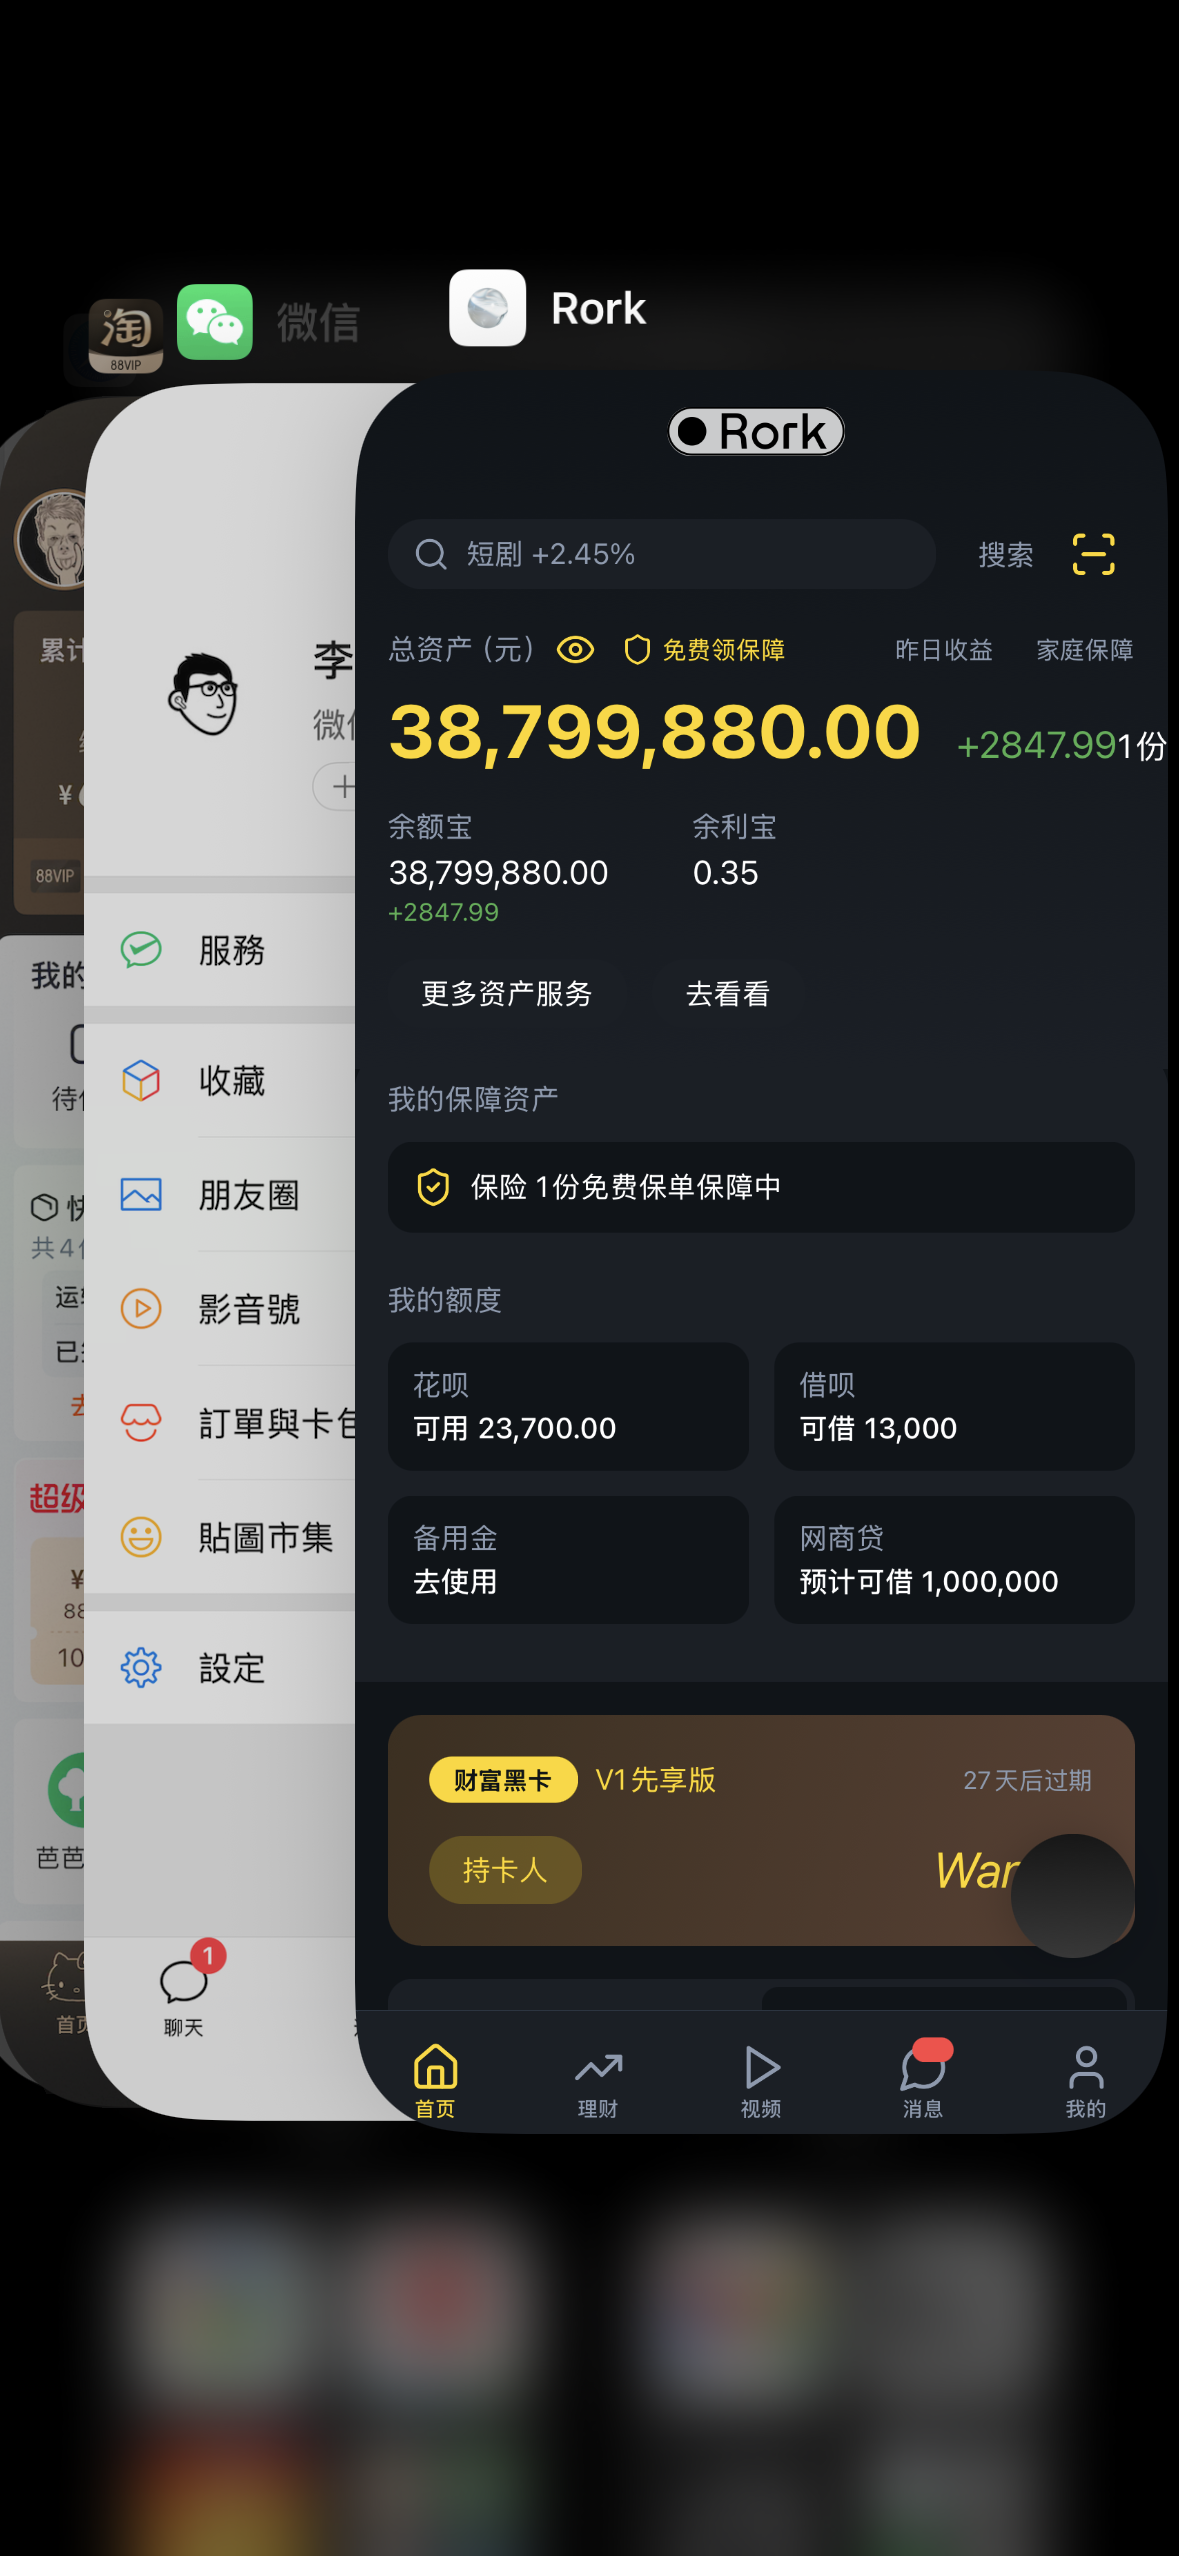 淘
88VIP
微信
Rork
Rork
短剧 +2.45%
搜索
总资产 (元)
免费领保障
昨日收益
家庭保障
38,799,880.00
+2847.99
1份
余额宝
38,799,880.00
+2847.99
余利宝
0.35
更多资产服务
去看看
我的保障资产
保险 1份免费保单保障中
我的额度
花呗
可用 23,700.00
借呗
可借 13,000
备用金
去使用
网商贷
预计可借 1,000,000
财富黑卡
V1先享版
27天后过期
持卡人
首页
理财
视频
消息
我的
李
微
服務
收藏
朋友圈
影音號
訂單與卡包
貼圖市集
設定
1
聊天
累计
¥
88VIP
我的
待
快
共4
运
已
去
超级
¥
88
10
芭芭
首页